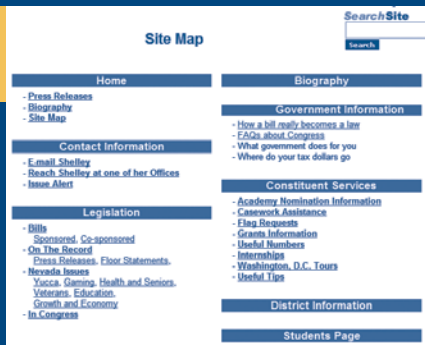 SearchSite
Site Map
Search
Home
- Press Releases
- Biography
- Site Map
Contact Information
- E-mail Shelley
- Reach Shelley at one of her Offices
- Issue Alert
Legislation
- Bills
Sponsored, Co-sponsored
- On The Record
Press Releases, Floor Statements,
- Nevada Issues
Yucca, Gaming, Health and Seniors,
Veterans, Education,
Growth and Economy
- In Congress
Biography
Government Information
- How a bill really becomes a law
- FAQs about Congress
- What government does for you
- Where do your tax dollars go
Constituent Services
- Academy Nomination Information
- Casework Assistance
- Flag Requests
- Grants Information
- Useful Numbers
- Internships
- Washington, D.C. Tours
- Useful Tips
District Information
Students Page